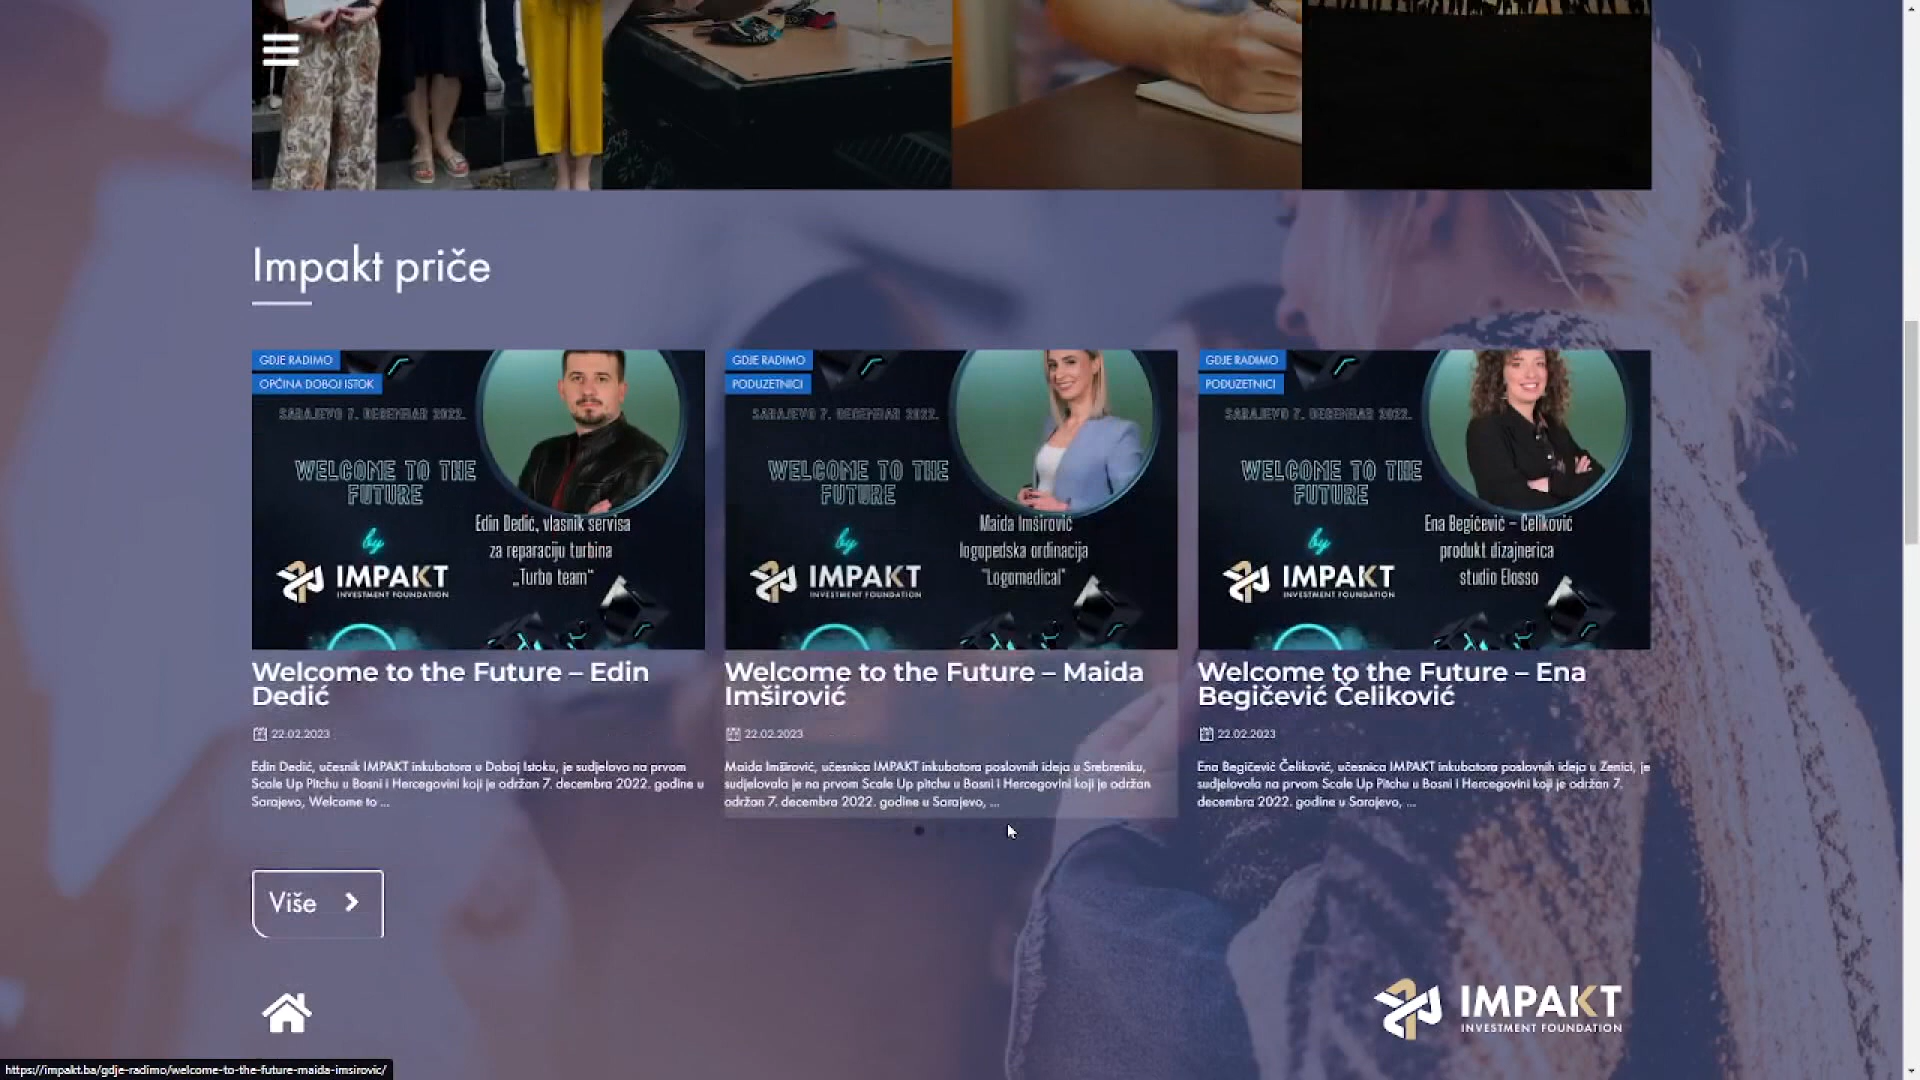 Impakt priče
GDJE RADIMO
OPĆINA DOBOJ ISTOK
SARAJEVO 7. DECEMBAR 2022.
WELCOME TO THE
FUTURE
by
IMPAKT
INVESTMENT FOUNDATION
Edin Dedić, vlasnik servisa
za reparaciju turbina
„Turbo team“
Welcome to the Future – Edin
Dedić
22.02.2023
Edin Dedić, učesnik IMPAKT inkubatora u Doboj Istoku, je sudjelovo na prvom
Scale Up Pitchu u Bosni i Hercegovini koji je održan 7. decembra 2022. godine u
Sarajevo, Welcome to ...
GDJE RADIMO
PODUZETNICI
SARAJEVO 7. DECEMBAR 2022.
WELCOME TO THE
FUTURE
by
IMPAKT
INVESTMENT FOUNDATION
Maida Imširović
logopedska ordinacija
"Logomedical"
Welcome to the Future – Maida
Imširović
22.02.2023
Maida Imširović, učesnica IMPAKT inkubatora poslovnih ideja u Srebreniku,
sudjelovala je na prvom Scale Up pitchu u Bosni i Hercegovini koji je održan
održan 7. decembra 2022. godine u Sarajevo, ...
GDJE RADIMO
PODUZETNICI
SARAJEVO 7. DECEMBAR 2022.
WELCOME TO THE
FUTURE
by
IMPAKT
INVESTMENT FOUNDATION
Ena Begičević – Čeliković
produkt dizajnerica
studio Elosso
Welcome to the Future – Ena
Begičević Čeliković
22.02.2023
Ena Begičević Čeliković, učesnica IMPAKT inkubatora poslovnih ideja u Zenici, je
sudjelovala na prvom Scale Up Pitchu u Bosni i Hercegovini koji je održan 7.
decembra 2022. godine u Sarajevo, ...
Više
IMPAKT
INVESTMENT FOUNDATION
https://impakt.ba/gdje-radimo/welcome-to-the-future-maida-imsirovic/